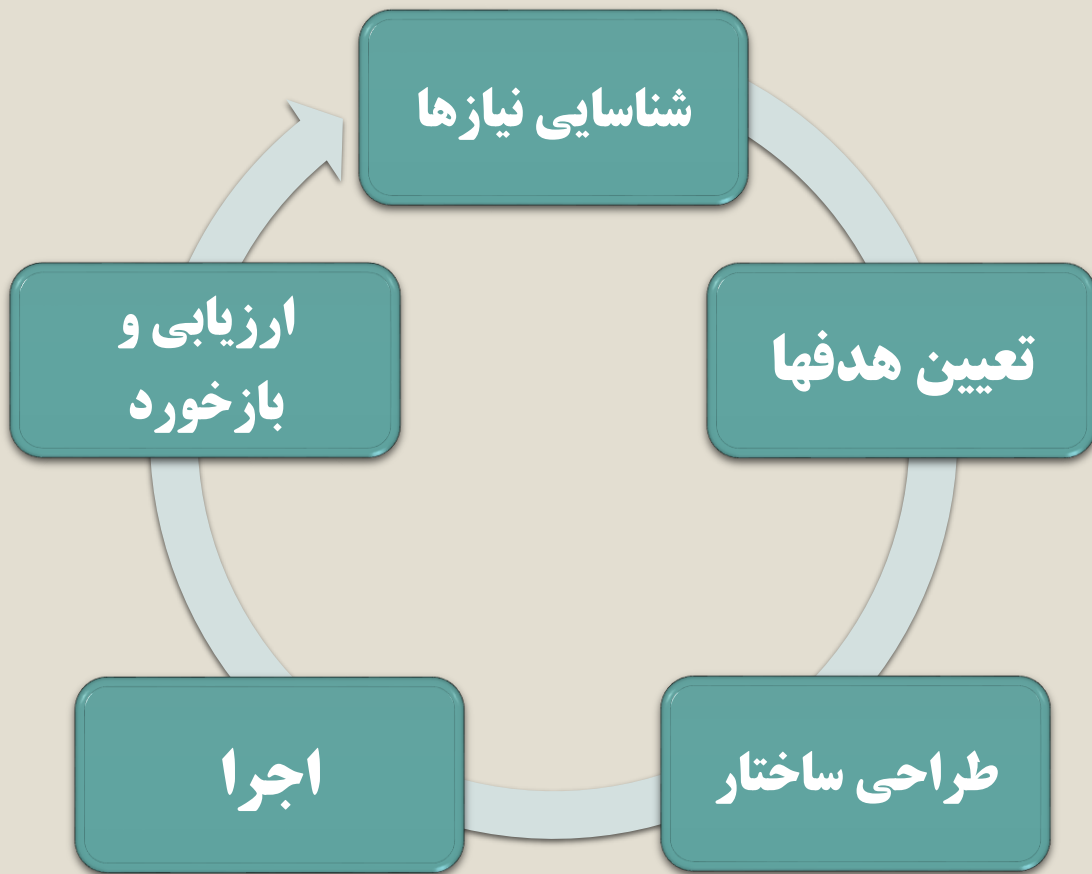 شناسایی نیازها
تعیین هدفها
طراحی ساختار
اجرا
ارزیابی و
بازخورد